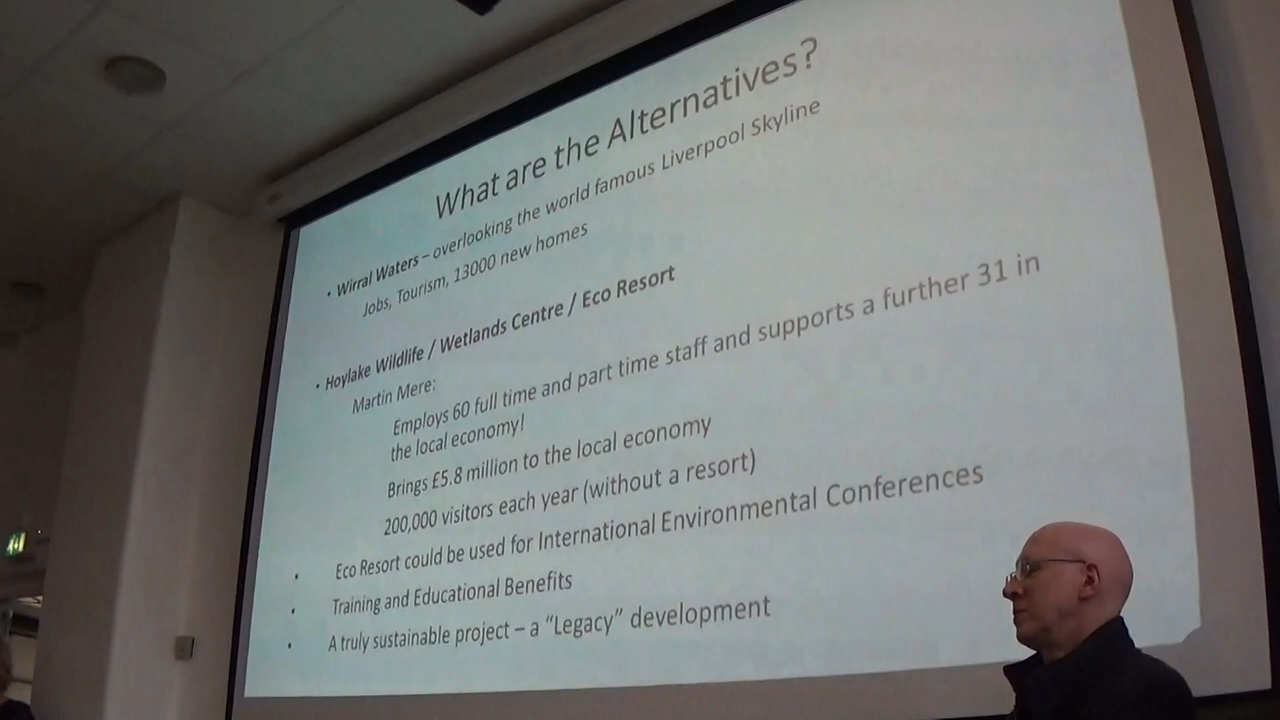 What are the Alternatives?
• Wirral Waters – overlooking the world famous Liverpool Skyline
Jobs, Tourism, 13000 new homes
• Hoylake Wildlife / Wetlands Centre / Eco Resort
Martin Mere:
Employs 60 full time and part time staff and supports a further 31 in
the local economy!
Brings £5.8 million to the local economy
200,000 visitors each year (without a resort)
• Eco Resort could be used for International Environmental Conferences
• Training and Educational Benefits
• A truly sustainable project – a “Legacy” development